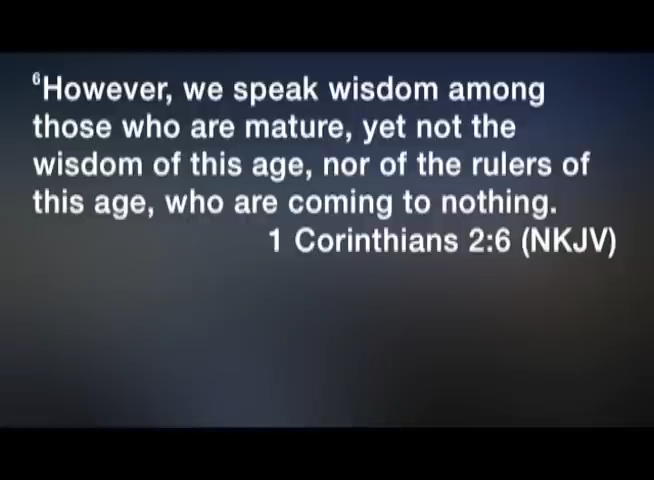 ⁶However, we speak wisdom among
those who are mature, yet not the
wisdom of this age, nor of the rulers of
this age, who are coming to nothing.
1 Corinthians 2:6 (NKJV)